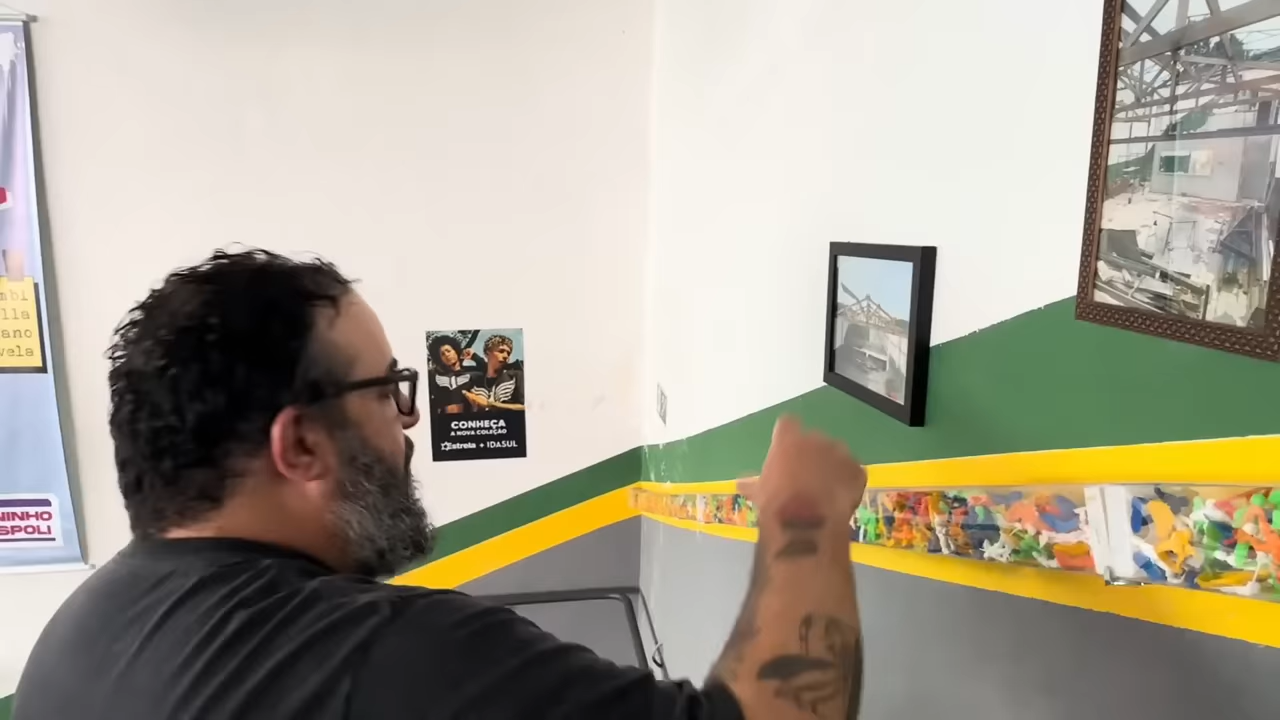 mbi
lla
ano
vela
NINHO
SPOLI
CONHEÇA
A NOVA COLEÇÃO
Estrela + IDASUL